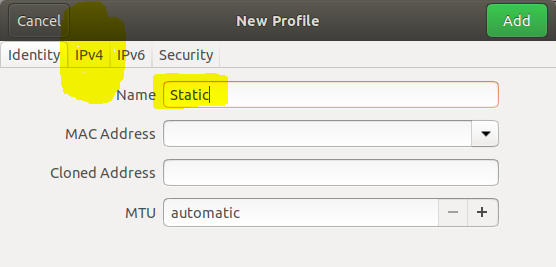 Cancel New Profile Add
Identity IPv4 IPv6 Security
Name Static
MAC Address
Cloned Address
MTU automatic − +